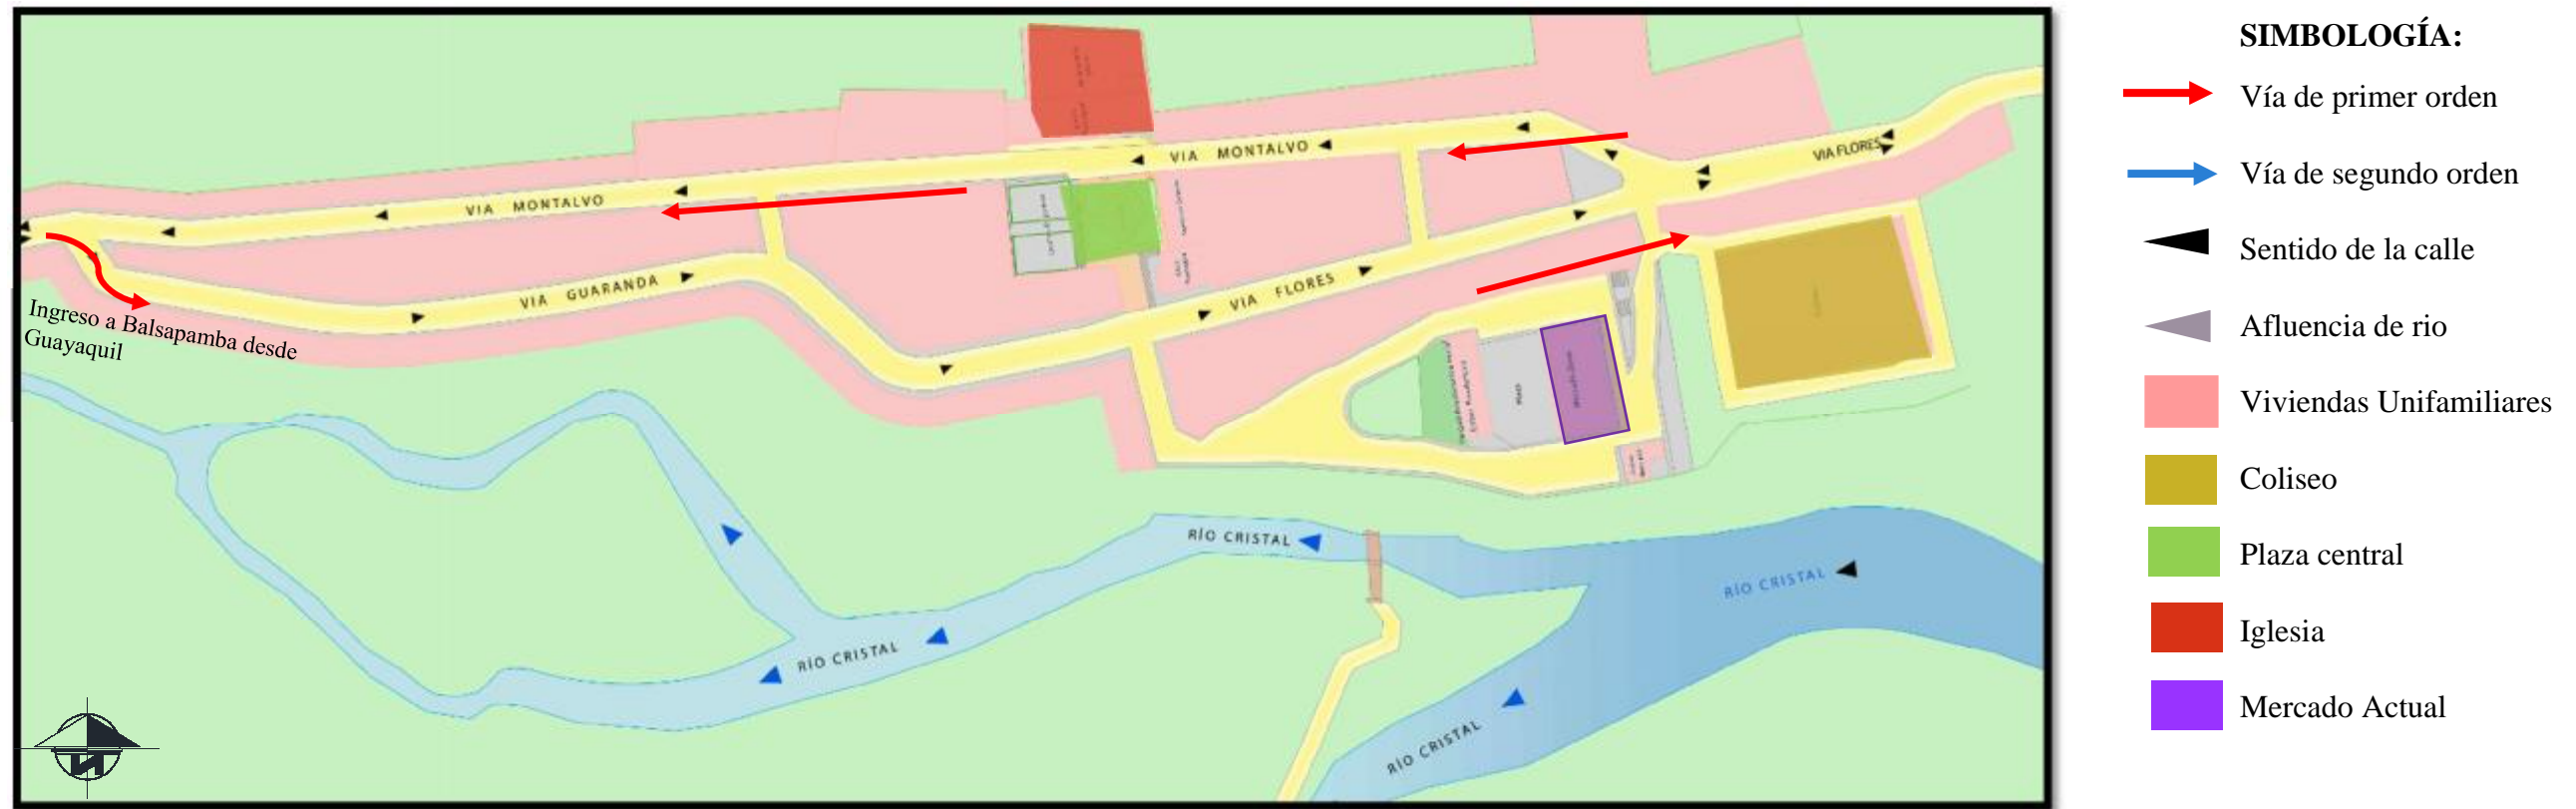 SIMBOLOGÍA:
Vía de primer orden
Vía de segundo orden
Sentido de la calle
Afluencia de rio
Viviendas Unifamiliares
Coliseo
Plaza central
Iglesia
Mercado Actual
VIA MONTALVO
VIA FLORES
VIA MONTALVO
VIA GUARANDA
VIA FLORES
Ingreso a Balsapamba desde
Guayaquil
RÍO CRISTAL
RÍO CRISTAL
RÍO CRISTAL
RÍO CRISTAL
N